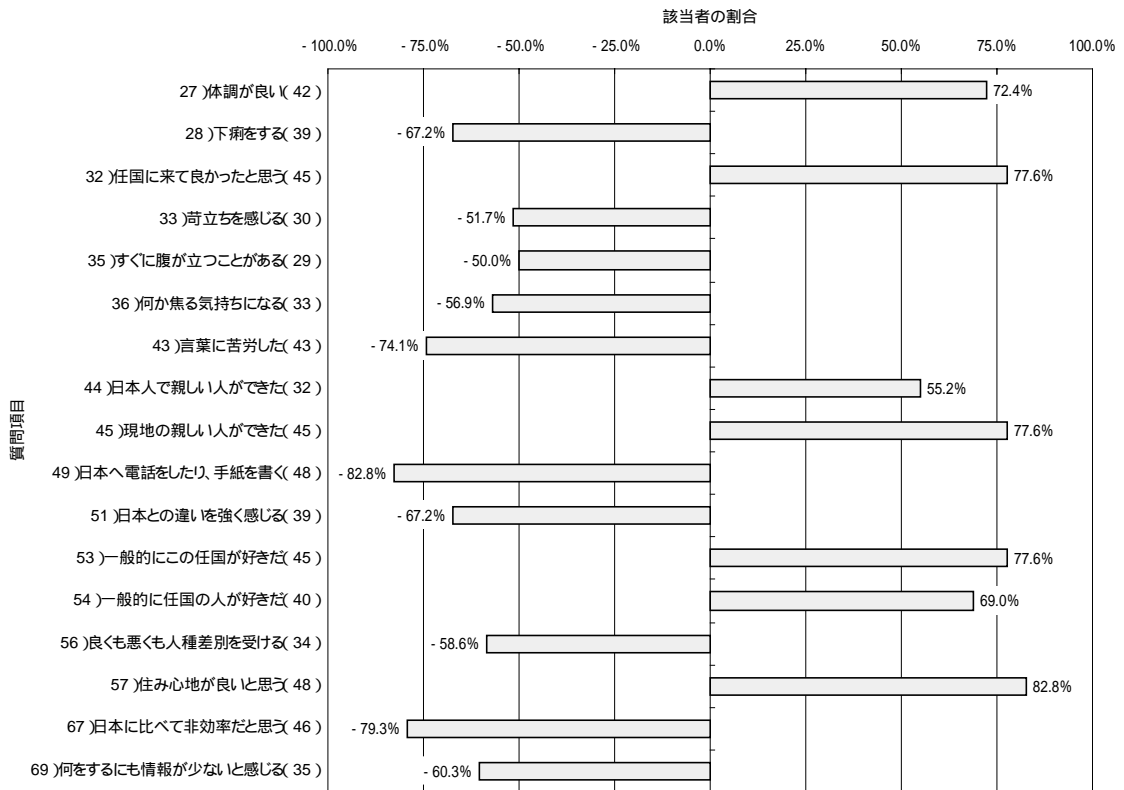 該当者の割合
- 100.0% - 75.0% - 50.0% - 25.0% 0.0% 25.0% 50.0% 75.0% 100.0%
質問項目
27 )体調が良い( 42 ) 72.4%
28 )下痢をする( 39 ) - 67.2%
32 )任国に来て良かったと思う( 45 ) 77.6%
33 )苛立ちを感じる( 30 ) - 51.7%
35 )すぐに腹が立つことがある( 29 ) - 50.0%
36 )何か焦る気持ちになる( 33 ) - 56.9%
43 )言葉に苦労した( 43 ) - 74.1%
44 )日本人で親しい人ができた( 32 ) 55.2%
45 )現地の親しい人ができた( 45 ) 77.6%
49 )日本へ電話をしたり、手紙を書く( 48 ) - 82.8%
51 )日本との違いを強く感じる( 39 ) - 67.2%
53 )一般的にこの任国が好きだ( 45 ) 77.6%
54 )一般的に任国の人が好きだ( 40 ) 69.0%
56 )良くも悪くも人種差別を受ける( 34 ) - 58.6%
57 )住み心地が良いと思う( 48 ) 82.8%
67 )日本に比べて非効率だと思う( 46 ) - 79.3%
69 )何をするにも情報が少ないと感じる( 35 ) - 60.3%